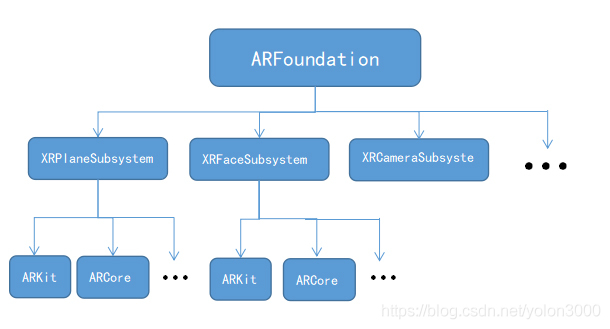 ARFoundation
XRPlaneSubsystem
XRFaceSubsystem
XRCameraSubsyste
ARKit
ARCore
ARKit
ARCore
https://blog.csdn.net/yolon3000